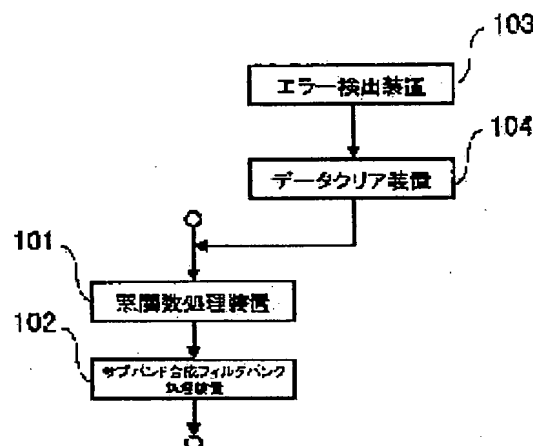 103
エラー検出装置
104
データクリア装置
101
窓関数処理装置
102
サブバンド合成フィルタバンク
処理装置